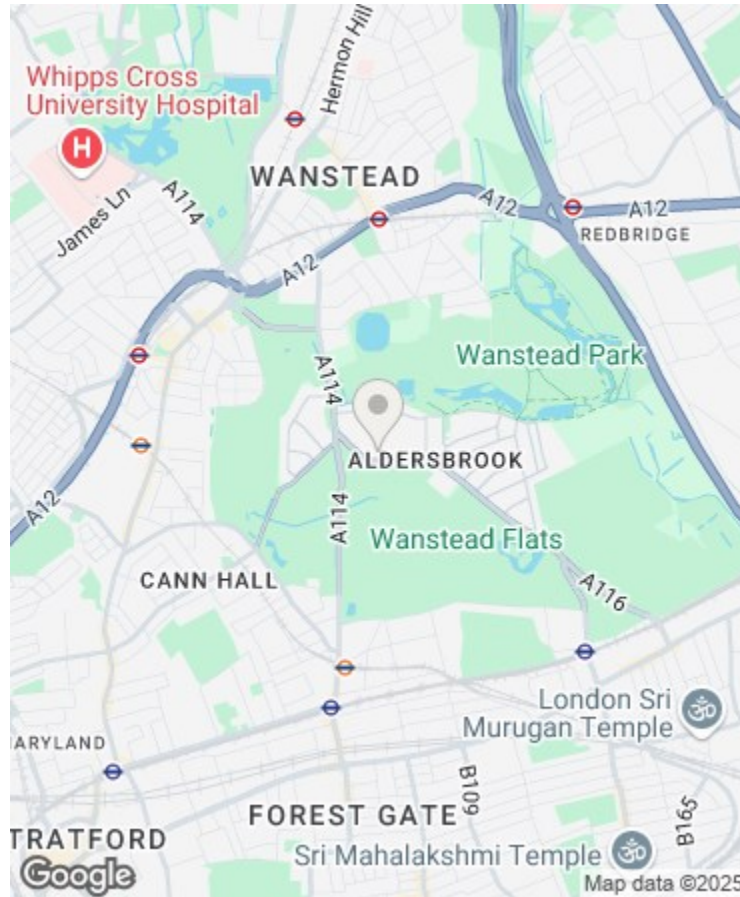 Whipps Cross
University Hospital
H
Hermon Hill
WANSTEAD
A114
James Ln
A12
A12
REDBRIDGE
A12
Wanstead Park
A114
ALDERSBROOK
A12
A114
Wanstead Flats
CANN HALL
A116
London Sri
Murugan Temple
ARYLAND
B109
FOREST GATE
B165
TRATFORD
Sri Mahalakshmi Temple
Google
Map data ©2025